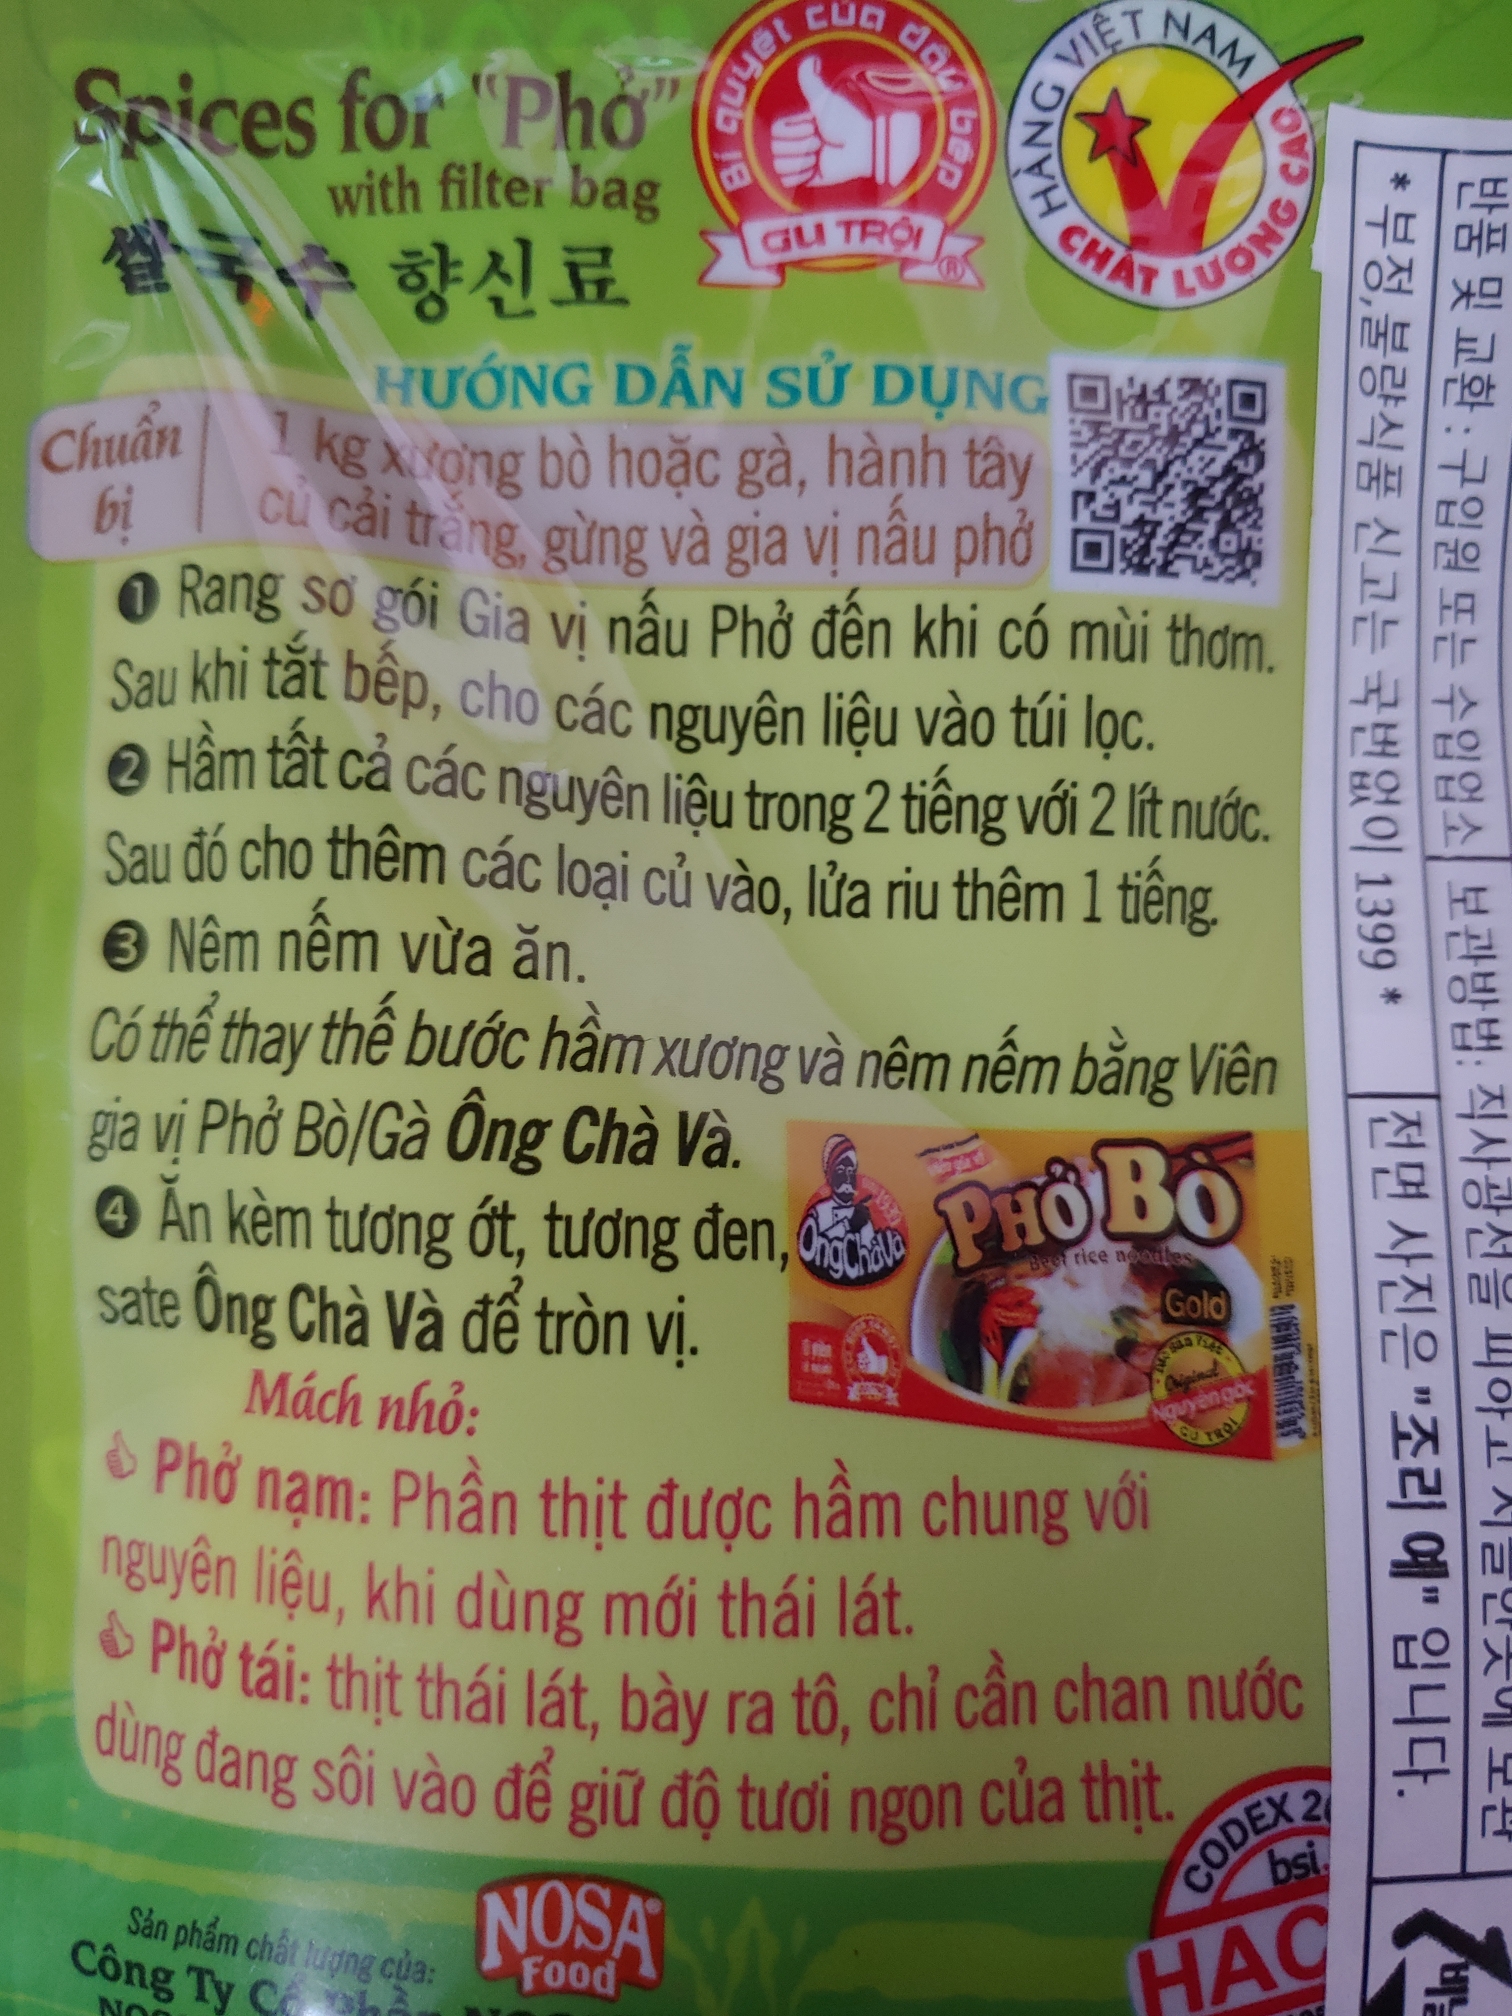 Spices for "Phở"
with filter bag
쌀국수 향신료
Bí quyết của đầu bếp
GU TRỘI
®
HÀNG VIỆT NAM
CHẤT LƯỢNG CAO
HƯỚNG DẪN SỬ DỤNG
Chuẩn bị
1 kg xương bò hoặc gà, hành tây
củ cải trắng, gừng và gia vị nấu phở
❶ Rang sơ gói Gia vị nấu Phở đến khi có mùi thơm.
Sau khi tắt bếp, cho các nguyên liệu vào túi lọc.
❷ Hầm tất cả các nguyên liệu trong 2 tiếng với 2 lít nước.
Sau đó cho thêm các loại củ vào, lửa riu thêm 1 tiếng.
❸ Nêm nếm vừa ăn.
Có thể thay thế bước hầm xương và nêm nếm bằng Viên
gia vị Phở Bò/Gà Ông Chà Và.
❹ Ăn kèm tương ớt, tương đen,
sate Ông Chà Và để tròn vị.
ÔngChàVà
PHỞ BÒ
Beef rice noodles
Gold
Original
Nguyên gốc
GU TRỘI
Mách nhỏ:
Phở nạm: Phần thịt được hầm chung với
nguyên liệu, khi dùng mới thái lát.
Phở tái: thịt thái lát, bày ra tô, chỉ cần chan nước
dùng đang sôi vào để giữ độ tươi ngon của thịt.
Sản phẩm chất lượng của:
Công Ty Cổ phần
NOSA
Food
CODEX
bsi.
HAC
반품 및 교환 : 구입원 또는 수입업소 보관방법: 직사광선을 피하고
* 부정,불량식품 신고는 국번없이 1399 * 전면 사진은 "조리 예" 입니다.